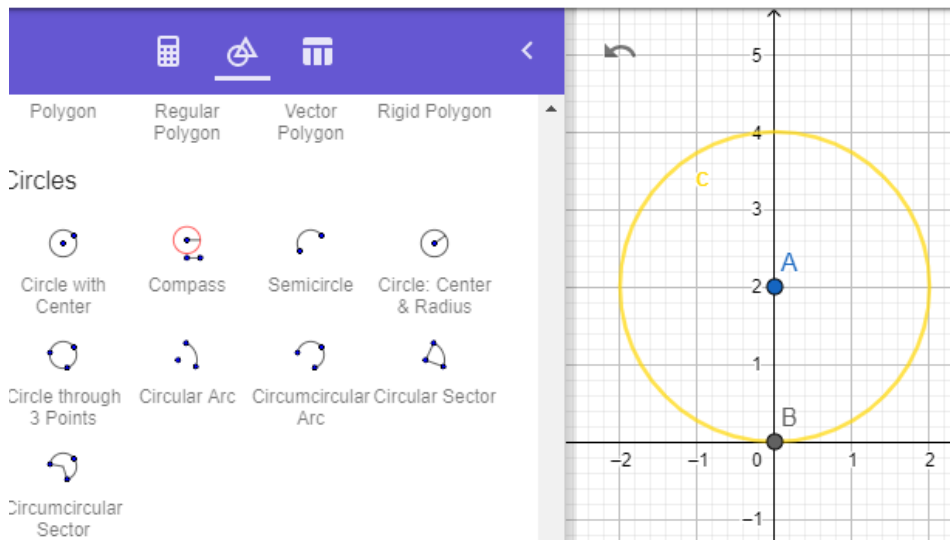 Polygon
Regular
Polygon
Vector
Polygon
Rigid Polygon
Circles
Circle with
Center
Compass
Semicircle
Circle: Center
& Radius
Circle through
3 Points
Circular Arc
Circumcircular
Arc
Circular Sector
Circumcircular
Sector
5
4
c
3
A
2
1
B
–2
–1
0
1
2
–1